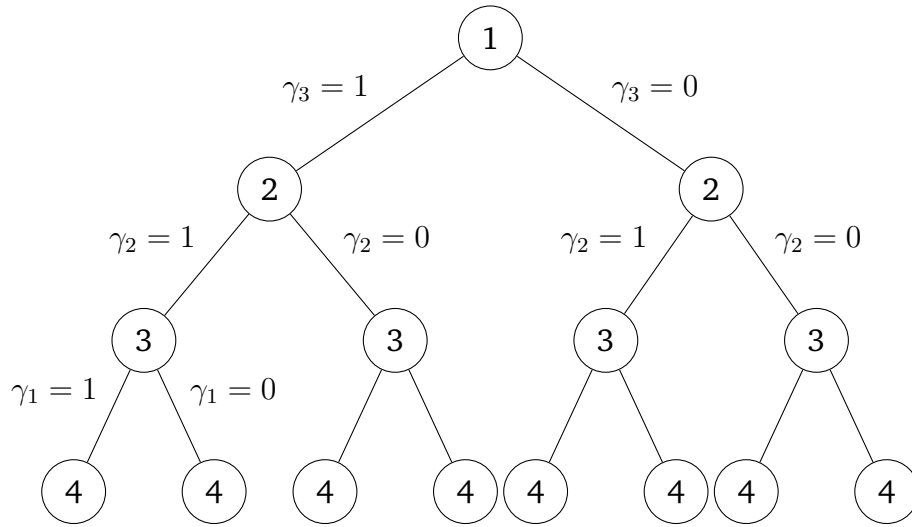 1
γ₃ = 1 γ₃ = 0
2 2
γ₂ = 1 γ₂ = 0 γ₂ = 1 γ₂ = 0
3 3 3 3
γ₁ = 1 γ₁ = 0
4 4 4 4 4 4 4 4